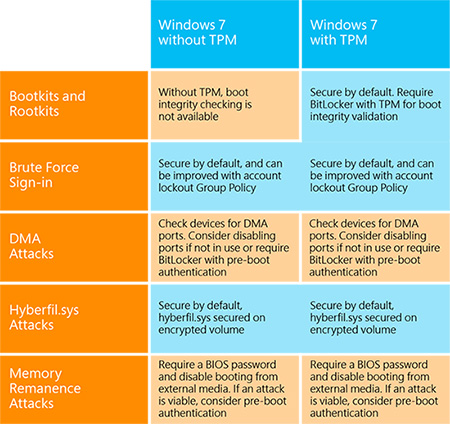 Windows 7
without TPM
Windows 7
with TPM
Bootkits and
Rootkits
Without TPM, boot
integrity checking is
not available
Secure by default. Require
BitLocker with TPM for boot
integrity validation
Brute Force
Sign-in
Secure by default, and can
be improved with account
lockout Group Policy
Secure by default, and can
be improved with account
lockout Group Policy
DMA
Attacks
Check devices for DMA
ports. Consider disabling
ports if not in use or require
BitLocker with pre-boot
authentication
Check devices for DMA
ports. Consider disabling
ports if not in use or require
BitLocker with pre-boot
authentication
Hyberfil.sys
Attacks
Secure by default,
hyberfil.sys secured on
encrypted volume
Secure by default,
hyberfil.sys secured on
encrypted volume
Memory
Remanence
Attacks
Require a BIOS password
and disable booting from
external media. If an attack
is viable, consider pre-boot
authentication
Require a BIOS password
and disable booting from
external media. If an attack
is viable, consider pre-boot
authentication